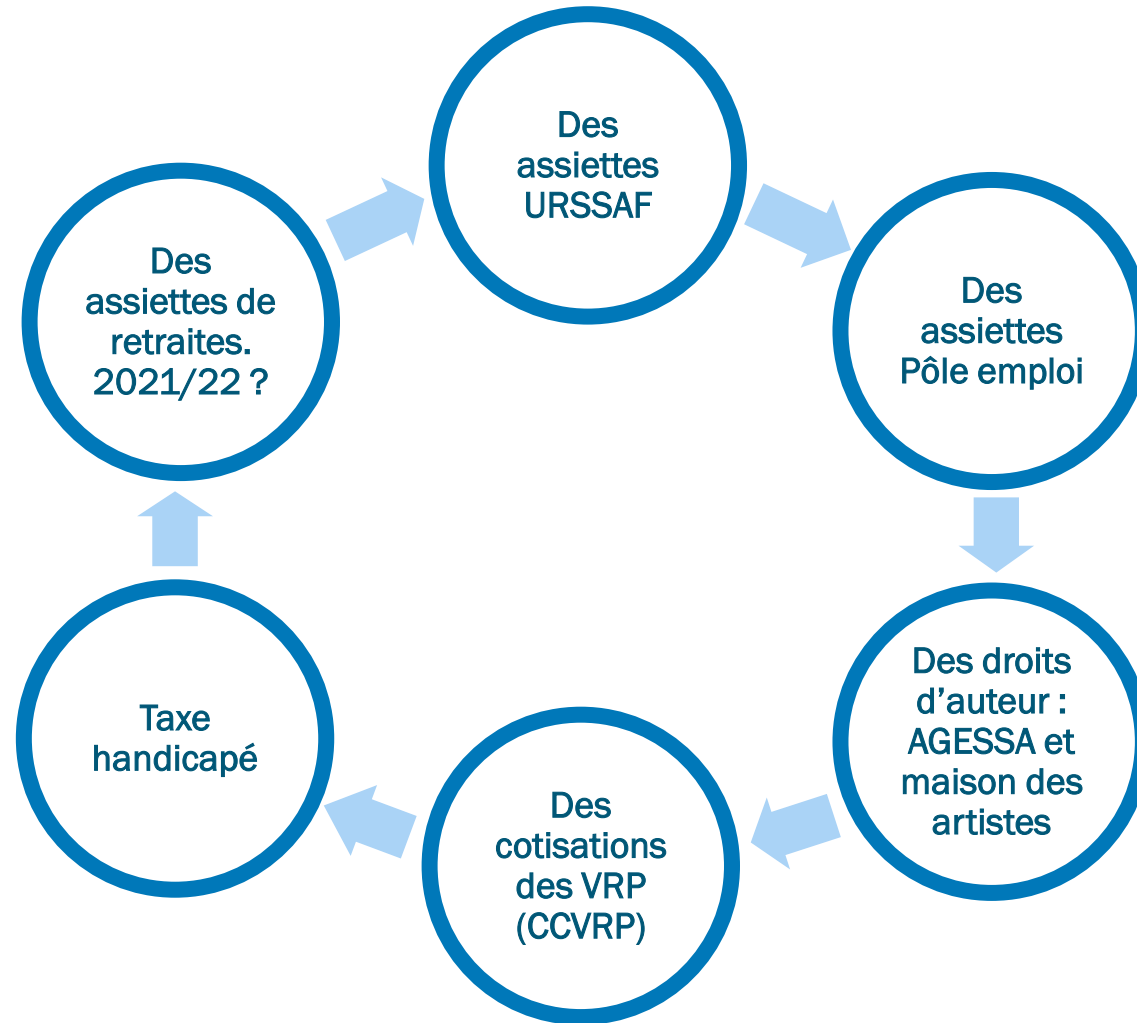 Des
assiettes
URSSAF
Des
assiettes
Pôle emploi
Des droits
d’auteur :
AGESSA et
maison des
artistes
Des
cotisations
des VRP
(CCVRP)
Taxe
handicapé
Des
assiettes de
retraites.
2021/22 ?